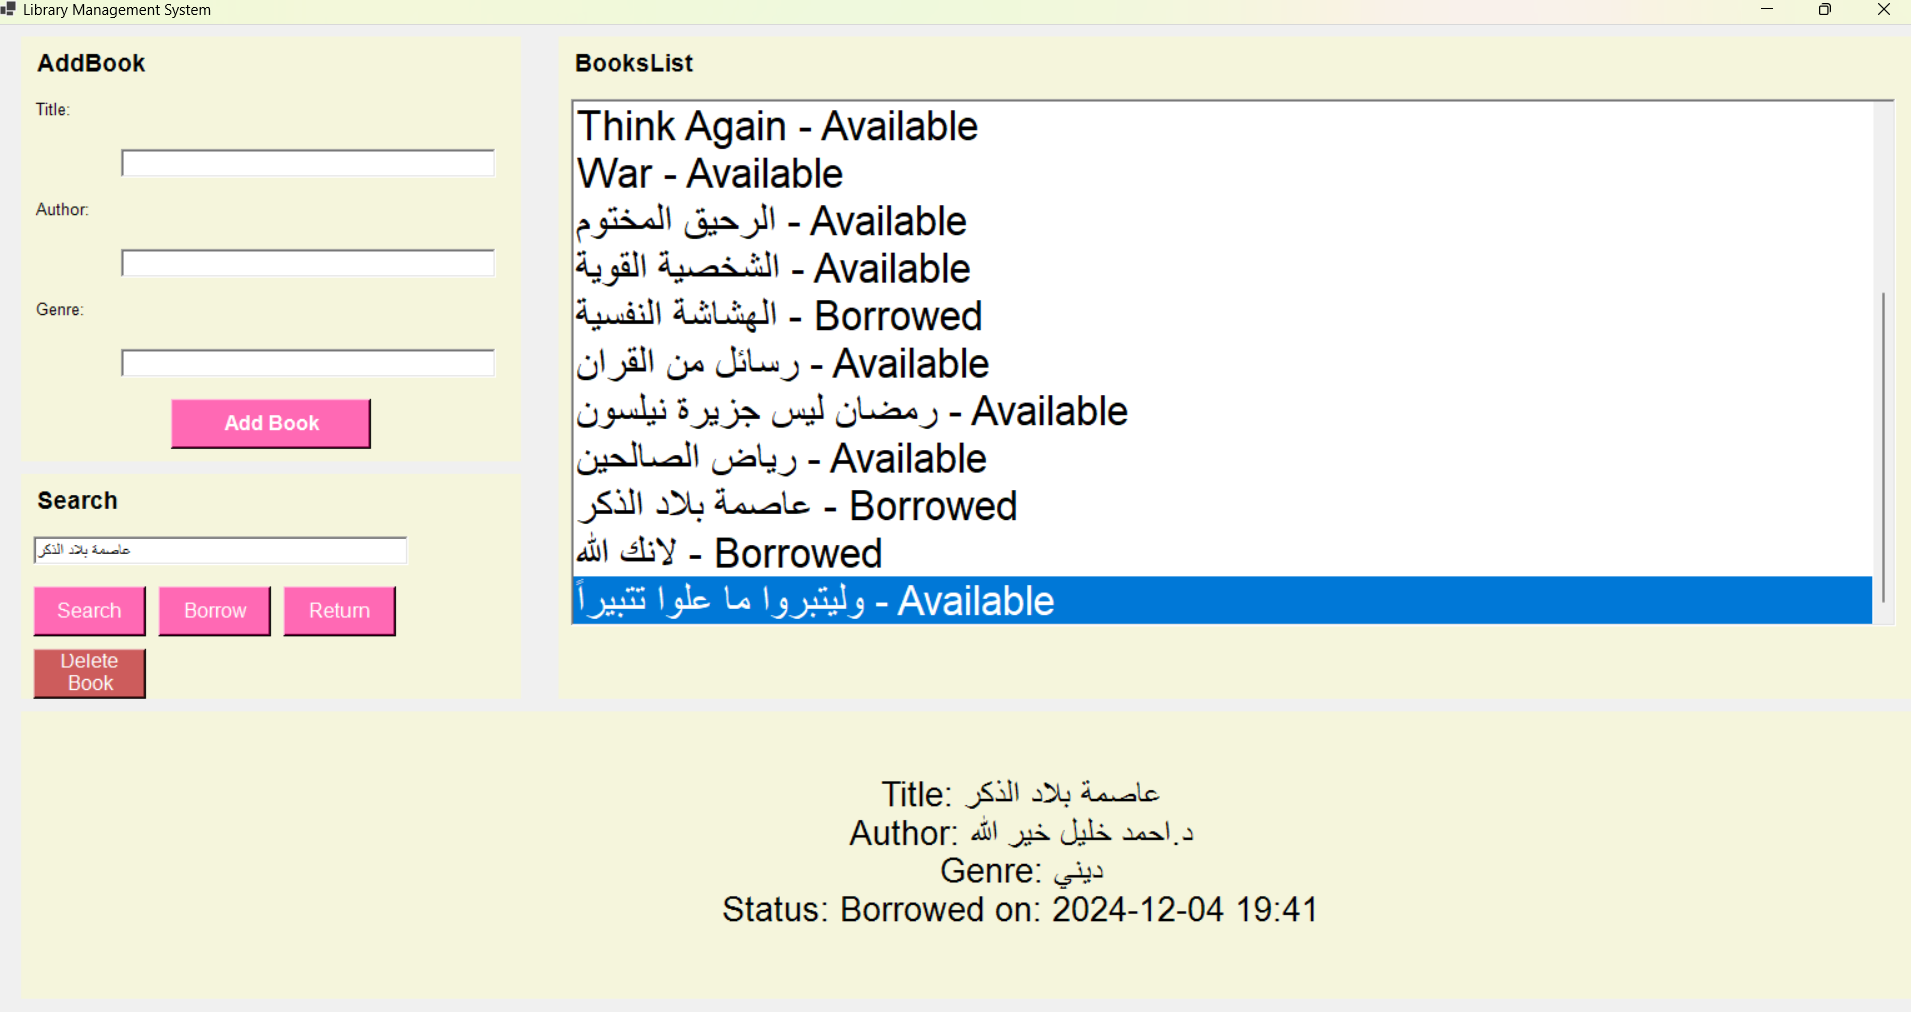 Library Management System
AddBook
Title:
Author:
Genre:
Add Book
Search
عاصمة بلاد الذكر
Search
Borrow
Return
Delete
Book
BooksList
Think Again - Available
War - Available
الرحيق المختوم - Available
الشخصية القوية - Available
الهشاشة النفسية - Borrowed
رسائل من القران - Available
رمضان ليس جزيرة نيلسون - Available
رياض الصالحين - Available
عاصمة بلاد الذكر - Borrowed
لانك الله - Borrowed
وليتبروا ما علوا تتبيراً - Available
Title: عاصمة بلاد الذكر
Author: د.احمد خليل خير الله
Genre: ديني
Status: Borrowed on: 2024-12-04 19:41